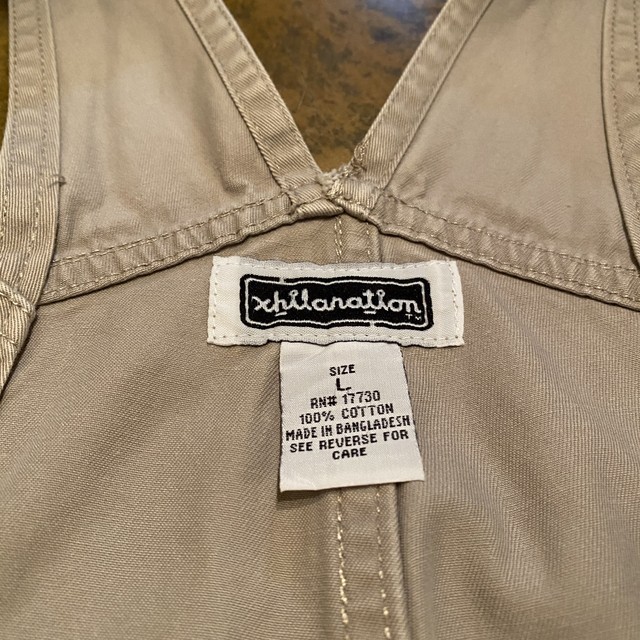 xhilaration
TM
SIZE
L.
RN# 17730
100% COTTON
MADE IN BANGLADESH
SEE REVERSE FOR
CARE